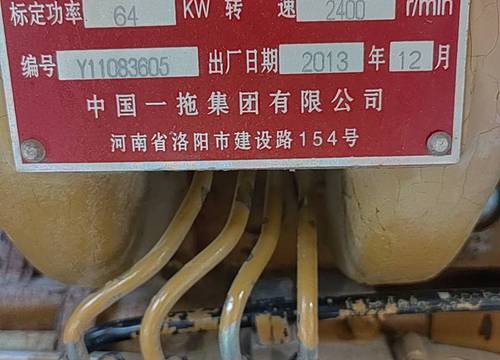 标定功率 64 KW 转 速 2400 r/min
编号 Y11083605 出厂日期 2013 年 12 月
中国一拖集团有限公司
河南省洛阳市建设路154号